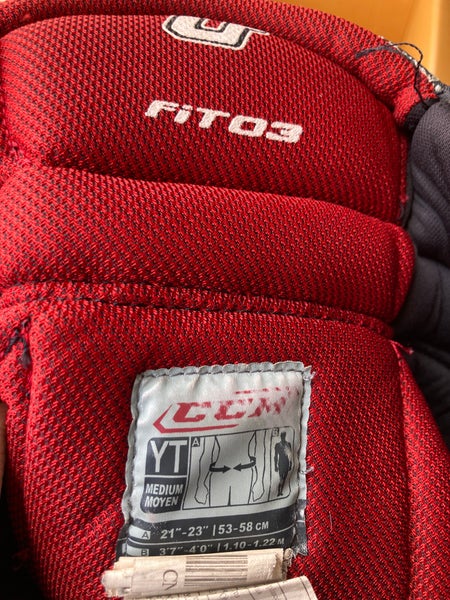 FiT03
CCM
YT
A
B
MEDIUM
MOYEN
A: 21"-23" | 53-58 CM
B 3'7"-4'0" | 1.10-1.22 M